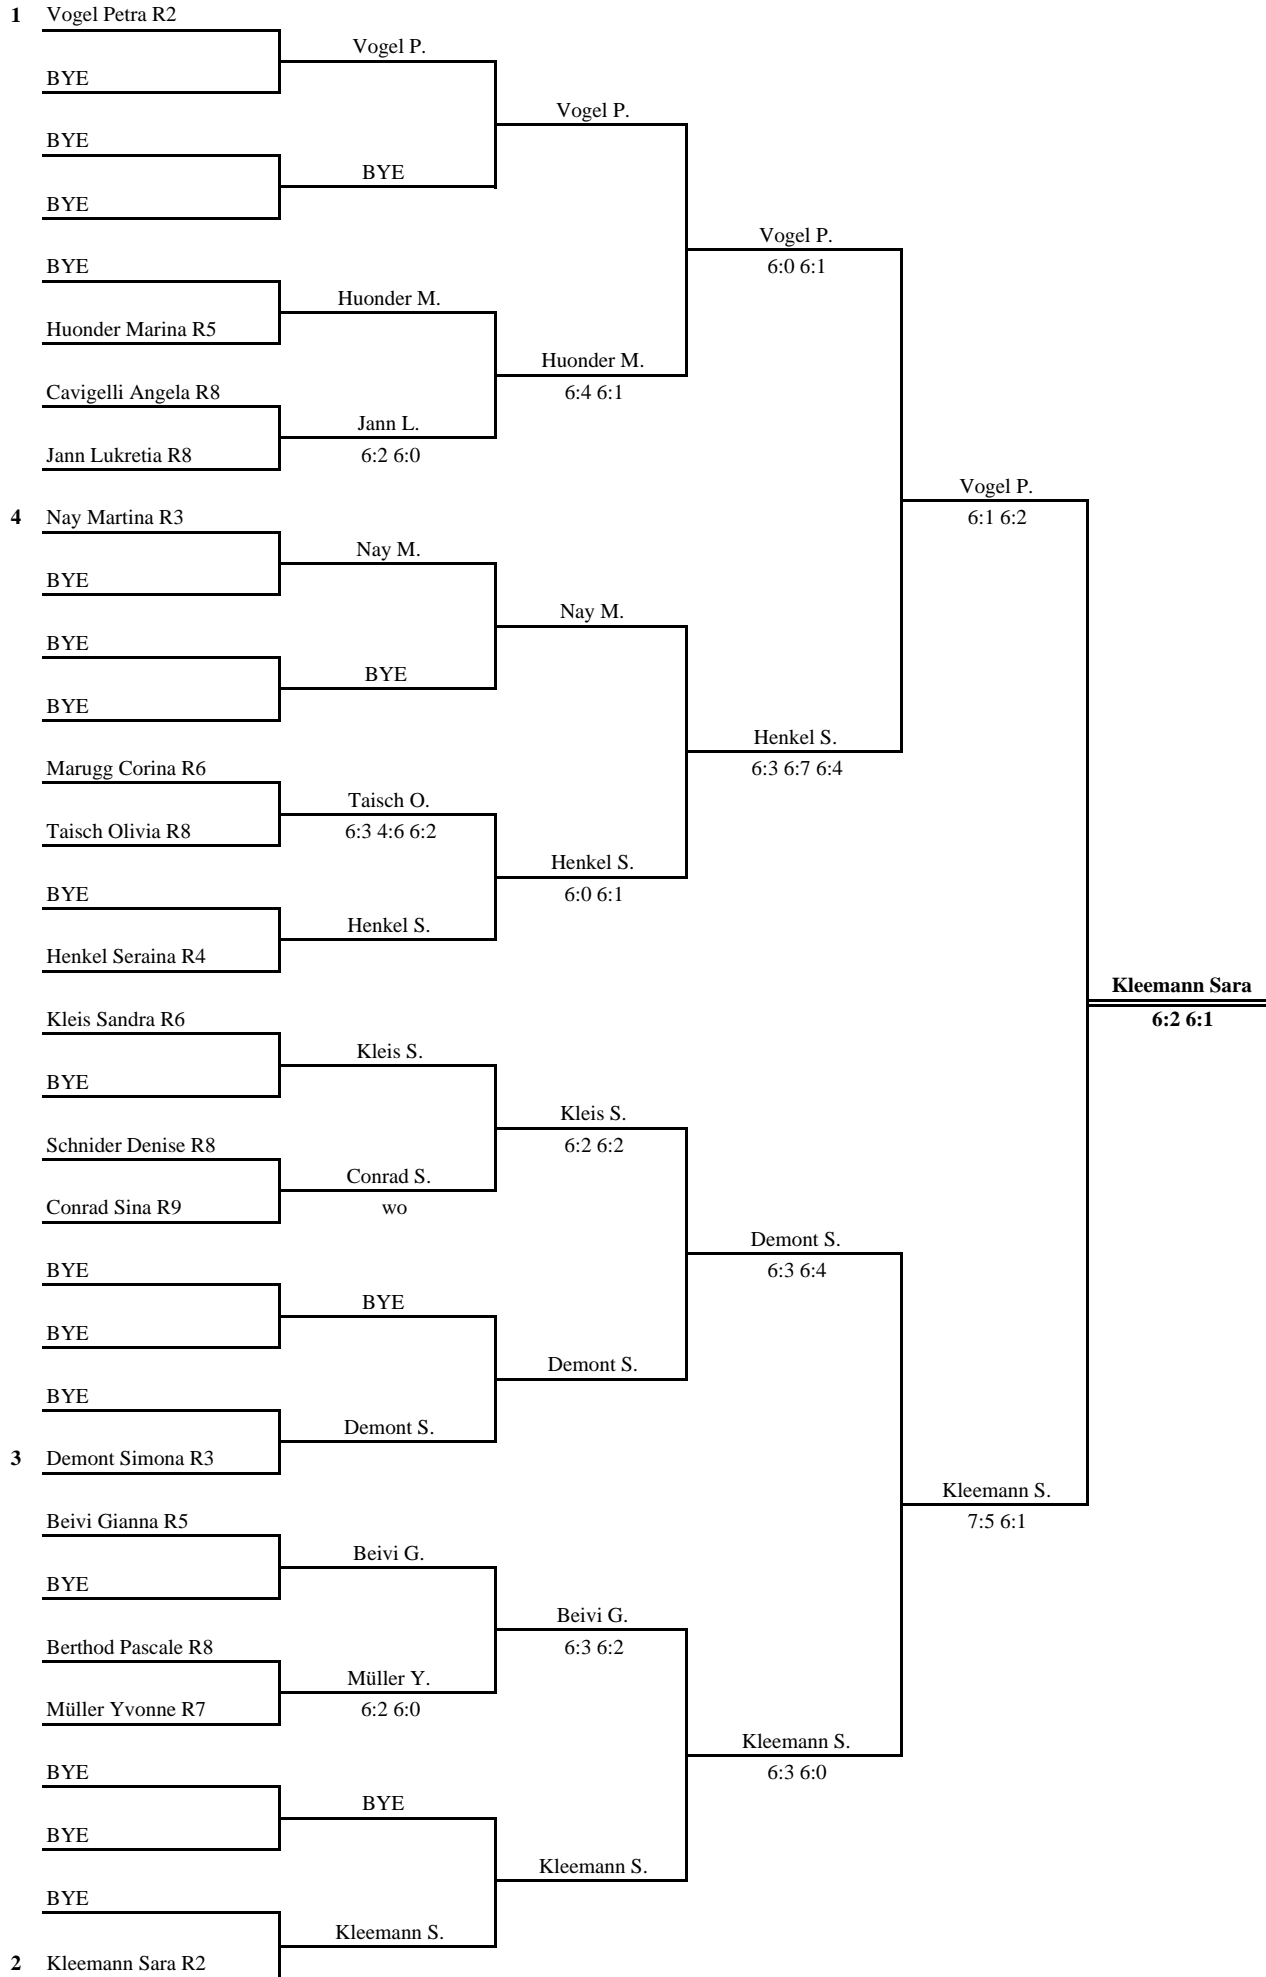 1 Vogel Petra R2
Vogel P.
BYE
Vogel P.
BYE
BYE
BYE
Vogel P.
6:0 6:1
BYE
Huonder M.
Huonder Marina R5
Huonder M.
6:4 6:1
Cavigelli Angela R8
Jann L.
6:2 6:0
Jann Lukretia R8
Vogel P.
6:1 6:2
4 Nay Martina R3
Nay M.
BYE
Nay M.
BYE
BYE
BYE
Henkel S.
6:3 6:7 6:4
Marugg Corina R6
Taisch O.
6:3 4:6 6:2
Taisch Olivia R8
Henkel S.
6:0 6:1
BYE
Henkel S.
Henkel Seraina R4
Kleemann Sara
6:2 6:1
Kleis Sandra R6
Kleis S.
BYE
Kleis S.
6:2 6:2
Schnider Denise R8
Conrad S.
wo
Conrad Sina R9
Demont S.
6:3 6:4
BYE
BYE
BYE
Demont S.
BYE
Demont S.
3 Demont Simona R3
Kleemann S.
7:5 6:1
Beivi Gianna R5
Beivi G.
BYE
Beivi G.
6:3 6:2
Berthod Pascale R8
Müller Y.
6:2 6:0
Müller Yvonne R7
Kleemann S.
6:3 6:0
BYE
BYE
BYE
Kleemann S.
BYE
Kleemann S.
2 Kleemann Sara R2